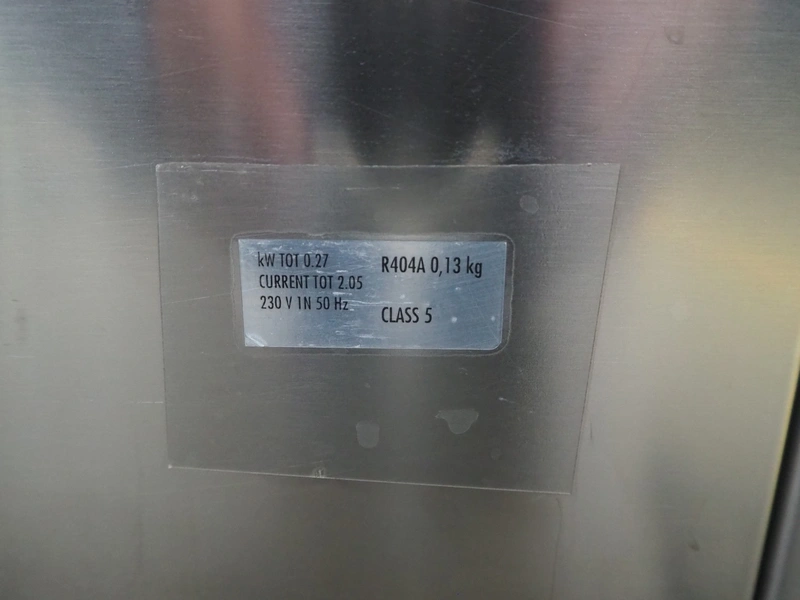 kW TOT 0.27
CURRENT TOT 2.05
230 V 1N 50 Hz
R404A 0,13 kg
CLASS 5